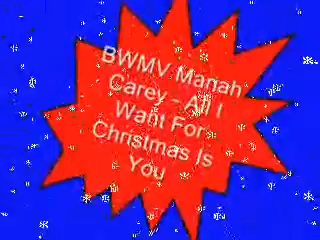 BWMV Mariah
Carey - All I
Want For
Christmas Is
You